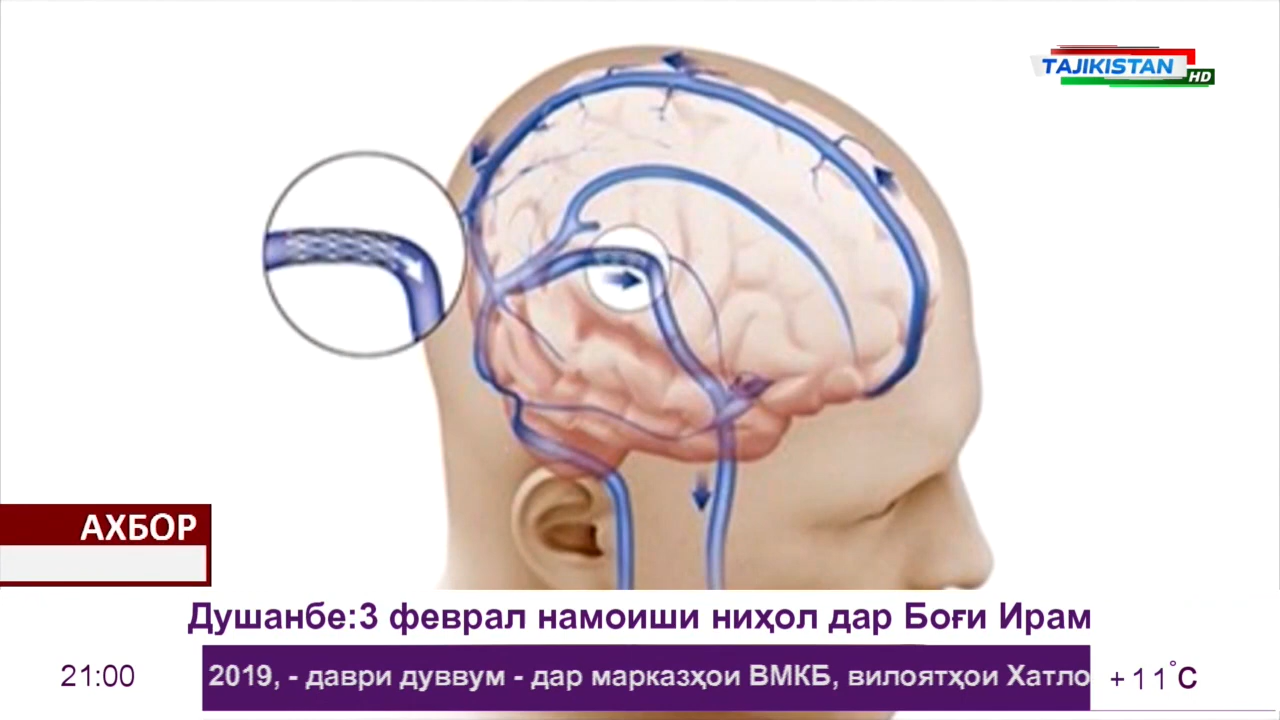 TAJIKISTAN HD
АХБОР
Душанбе:3 феврал намоиши ниҳол дар Боғи Ирам
21:00
2019, - даври дуввум - дар марказҳои ВМКБ, вилоятҳои Хатло
+11°C